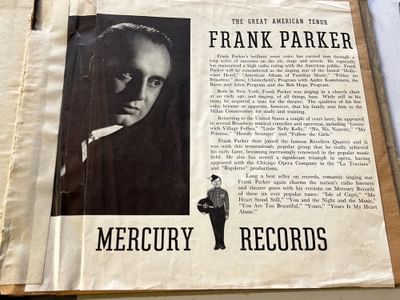 THE GREAT AMERICAN TENOR
FRANK PARKER
Frank Parker's brilliant tenor voice has carried him through a
long series of successes on the air, stage and screen. He especially
has maintained a high radio rating with the American public. Frank
Parker will be remembered as the singing star of the famed "Holly-
wood Hotel," "American Album of Familiar Music," "Friday on
Broadway" show, Chesterfield's Program with Andre Kostelanetz, the
Burns and Allen Program and the Bob Hope Program.
Born in New York, Frank Parker was singing in a church choir
at an early age, and singing, of all things, bass. While still in his
teens, he acquired a taste for the theatre. The qualities of his fine
voice became so apparent, however, that his family sent him to the
Milan Conservatory for study and training.
Returning to the United States a couple of years later, he appeared
in several Broadway musical comedies and operettas, including "Green-
wich Village Follies," "Little Nelly Kelly," "No, No, Nanette," "My
Princess," "Howdy Stranger" and "Follow the Girls."
Frank Parker then joined the famous Revellers Quartet and it
was with this tremendously popular group that he really achieved
his early fame, becoming increasingly renowned in the popular music
field. He also has scored a significant triumph in opera, having
appeared with the Chicago Opera Company in the "La Traviata"
and "Rigoletto" productions.
Long a best seller on records, romantic singing star
Frank Parker again charms the nation's radio listeners
and theatre goers with his versions on Mercury Records
of these six ever popular tunes: "Isle of Capri," "My
Heart Stood Still," "You and the Night and the Music,"
"You Are Too Beautiful," "Yours," "Yours Is My Heart
Alone."
MERCURY RECORDS